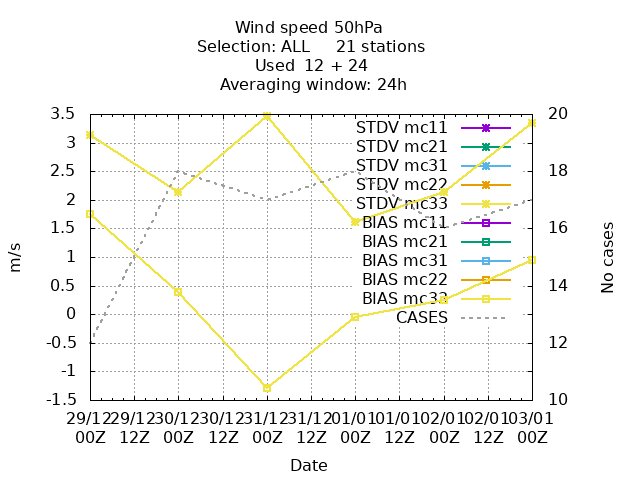 Wind speed 50hPa
Selection: ALL     21 stations
Used  12 + 24
Averaging window: 24h
3.5
3
2.5
2
1.5
1
0.5
0
-0.5
-1
-1.5
m/s
20
18
16
14
12
10
No cases
STDV mc11
STDV mc21
STDV mc31
STDV mc22
STDV mc33
BIAS mc11
BIAS mc21
BIAS mc31
BIAS mc22
BIAS mc33
CASES
29/12 29/12 30/12 30/12 31/12 31/12 01/01 01/01 02/01 02/01 03/01
00Z 12Z 00Z 12Z 00Z 12Z 00Z 12Z 00Z 12Z 00Z
Date